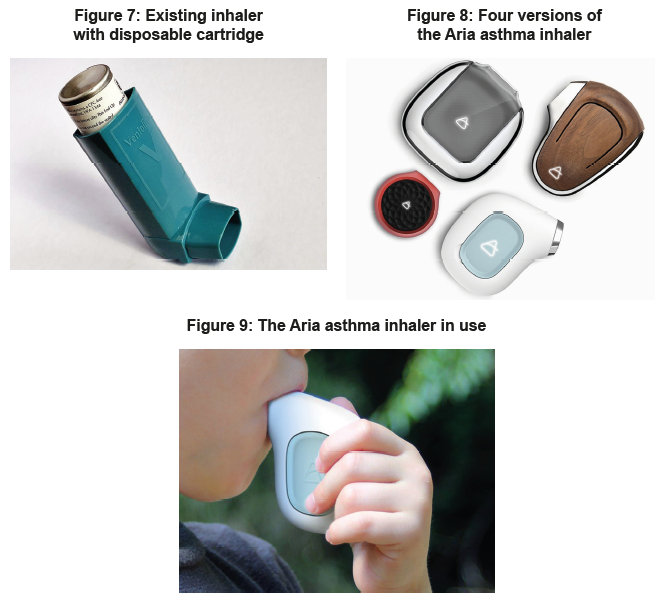 Figure 7: Existing inhaler
with disposable cartridge
Figure 8: Four versions of
the Aria asthma inhaler
Figure 9: The Aria asthma inhaler in use